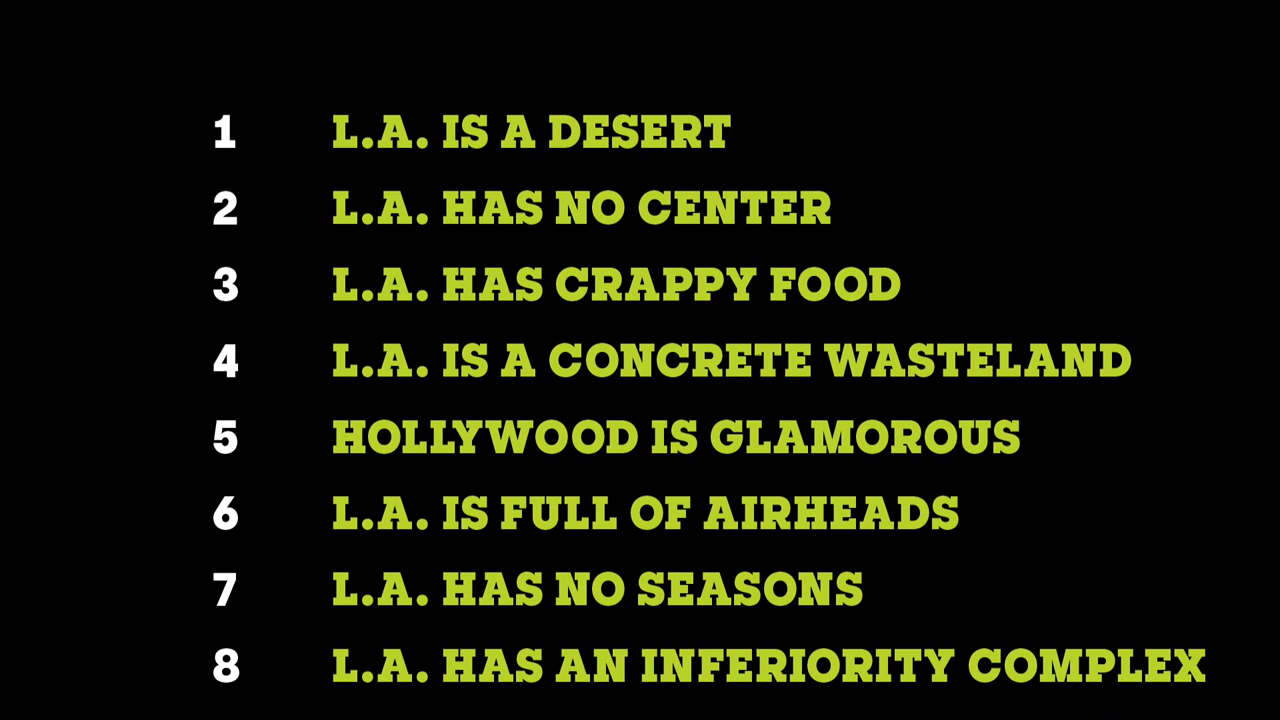 1 L.A. IS A DESERT
2 L.A. HAS NO CENTER
3 L.A. HAS CRAPPY FOOD
4 L.A. IS A CONCRETE WASTELAND
5 HOLLYWOOD IS GLAMOROUS
6 L.A. IS FULL OF AIRHEADS
7 L.A. HAS NO SEASONS
8 L.A. HAS AN INFERIORITY COMPLEX